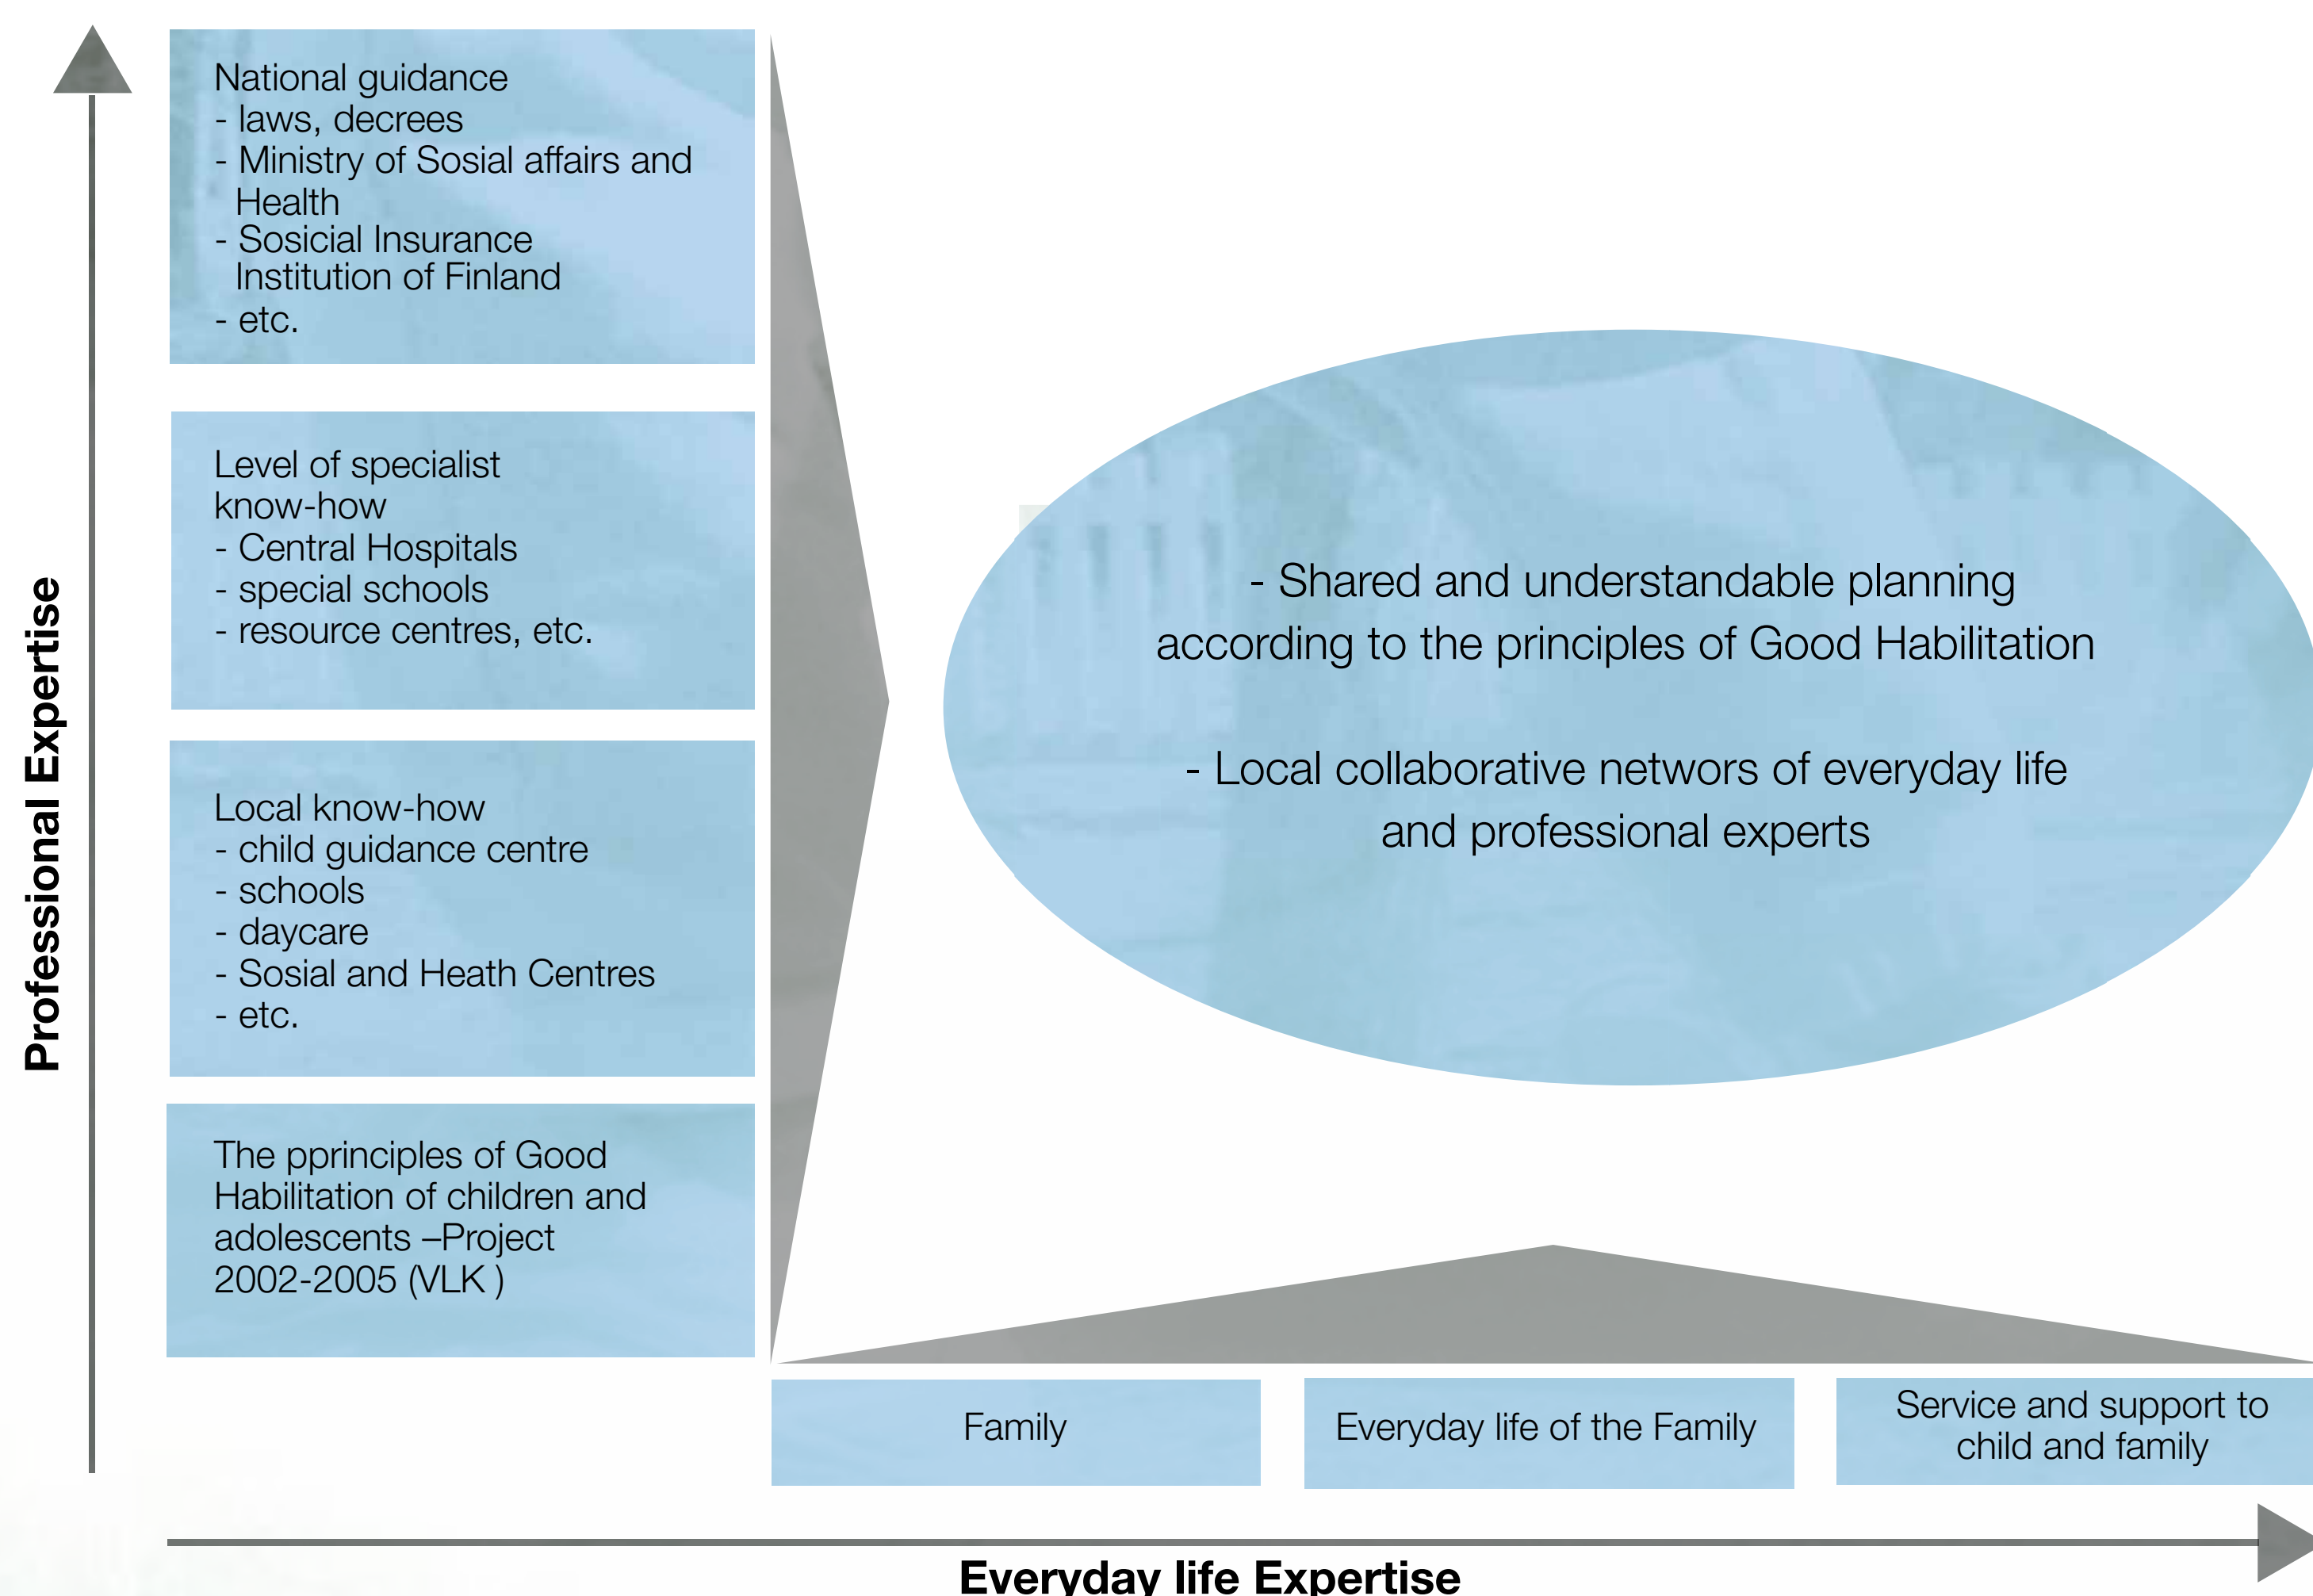 National guidance
- laws, decrees
- Ministry of Sosial affairs and
Health
- Sosicial Insurance
Institution of Finland
- etc.
Level of specialist
know-how
- Central Hospitals
- special schools
- resource centres, etc.
Local know-how
- child guidance centre
- schools
- daycare
- Sosial and Heath Centres
- etc.
The pprinciples of Good
Habilitation of children and
adolescents –Project
2002-2005 (VLK )
Professional Expertise
- Shared and understandable planning
according to the principles of Good Habilitation
- Local collaborative networs of everyday life
and professional experts
Family
Everyday life of the Family
Service and support to
child and family
Everyday life Expertise